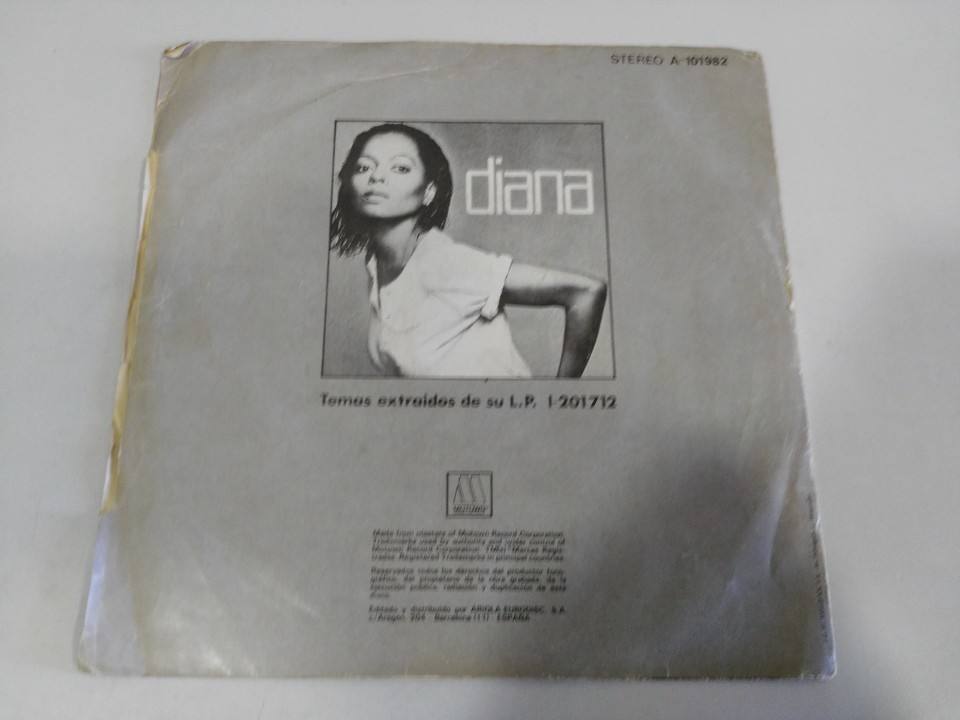 STEREO A-101982
diana
Temas extraidos de su L.P. I-201712
MOTOWN
Made from masters of Motown Record Corporation.
Trademarks used by authority and under control of
Motown Record Corporation. TMK(s) Marcas Regis-
tradas. Registered Trademarks in principal countries.
Reservados todos los derechos del productor fono-
gráfico, del propietario de la obra grabada, de la
ejecución pública, radiación y duplicación de este
disco.
Editado y distribuido por ARIOLA-EURODISC, S.A.
c/Aragón, 204 - Barcelona (11) - ESPAÑA